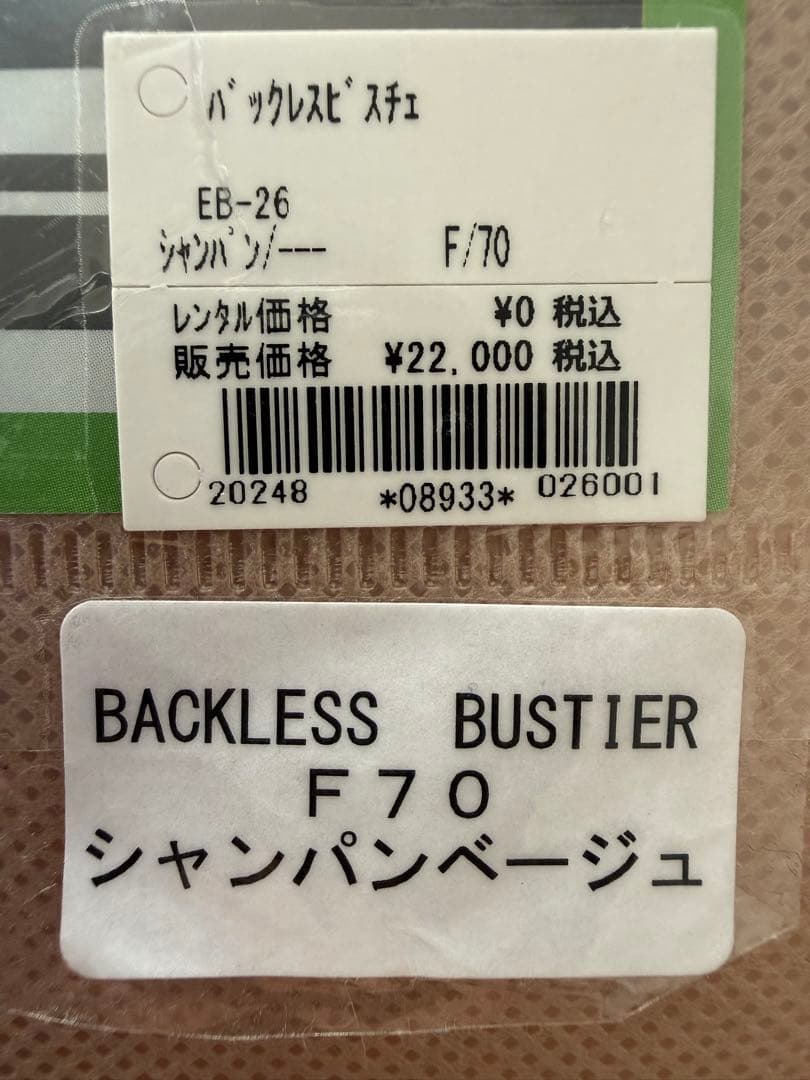 ﾊﾞｯｸﾚｽﾋﾞｽﾁｪ
EB-26
ｼｬﾝﾊﾟﾝ/--- F/70
ﾚﾝﾀﾙ価格 ¥0 税込
販売価格 ¥22,000 税込
20248 *08933* 026001
BACKLESS BUSTIER
F70
シャンパンベージュ